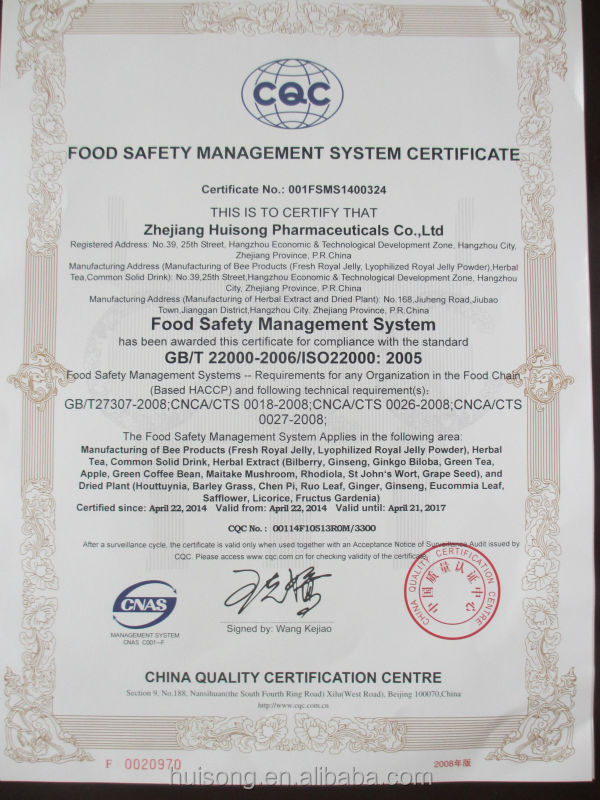 CQC
FOOD SAFETY MANAGEMENT SYSTEM CERTIFICATE
Certificate No.: 001FSMS1400324
THIS IS TO CERTIFY THAT
Zhejiang Huisong Pharmaceuticals Co.,Ltd
Registered Address: No.39, 25th Street, Hangzhou Economic & Technological Development Zone, Hangzhou City,
Zhejiang Province, P.R.China
Manufacturing Address (Manufacturing of Bee Products (Fresh Royal Jelly, Lyophilized Royal Jelly Powder),Herbal
Tea,Common Solid Drink): No.39,25th Street,Hangzhou Economic & Technological Development Zone, Hangzhou
City, Zhejiang Province, P.R.China
Manufacturing Address (Manufacturing of Herbal Extract and Dried Plant): No.168,Jiuheng Road,Jiubao
Town,Jianggan District,Hangzhou City, Zhejiang Province, P.R.China
Food Safety Management System
has been awarded this certificate for compliance with the standard
GB/T 22000-2006/ISO22000: 2005
Food Safety Management Systems -- Requirements for any Organization in the Food Chain
(Based HACCP) and following technical requirement(s):
GB/T27307-2008;CNCA/CTS 0018-2008;CNCA/CTS 0026-2008;CNCA/CTS
0027-2008;
The Food Safety Management System Applies in the following area:
Manufacturing of Bee Products (Fresh Royal Jelly, Lyophilized Royal Jelly Powder), Herbal
Tea, Common Solid Drink, Herbal Extract (Bilberry, Ginseng, Ginkgo Biloba, Green Tea,
Apple, Green Coffee Bean, Maitake Mushroom, Rhodiola, St John's Wort, Grape Seed), and
Dried Plant (Houttuynia, Barley Grass, Chen Pi, Ruo Leaf, Ginger, Ginseng, Eucommia Leaf,
Safflower, Licorice, Fructus Gardenia)
Certified since: April 22, 2014 Valid from: April 22, 2014 Valid until: April 21, 2017
CQC No. : 00114F10513R0M/3300
After a surveillance cycle, the certificate is valid only when used together with an Acceptance Notice of Surveillance Audit issued by
CQC. Please access www.cqc.com.cn for checking validity of the certificate.
CHINA QUALITY CERTIFICATION CENTRE
中国质量认证中心
CNAS
MANAGEMENT SYSTEM
CNAS C001-F
Signed by: Wang Kejiao
CHINA QUALITY CERTIFICATION CENTRE
Section 9, No.188, Nansihuan(the South Fourth Ring Road) Xilu(West Road), Beijing 100070,China
http://www.cqc.com.cn
F 0020970
2008年版
huisong.en.alibaba.com